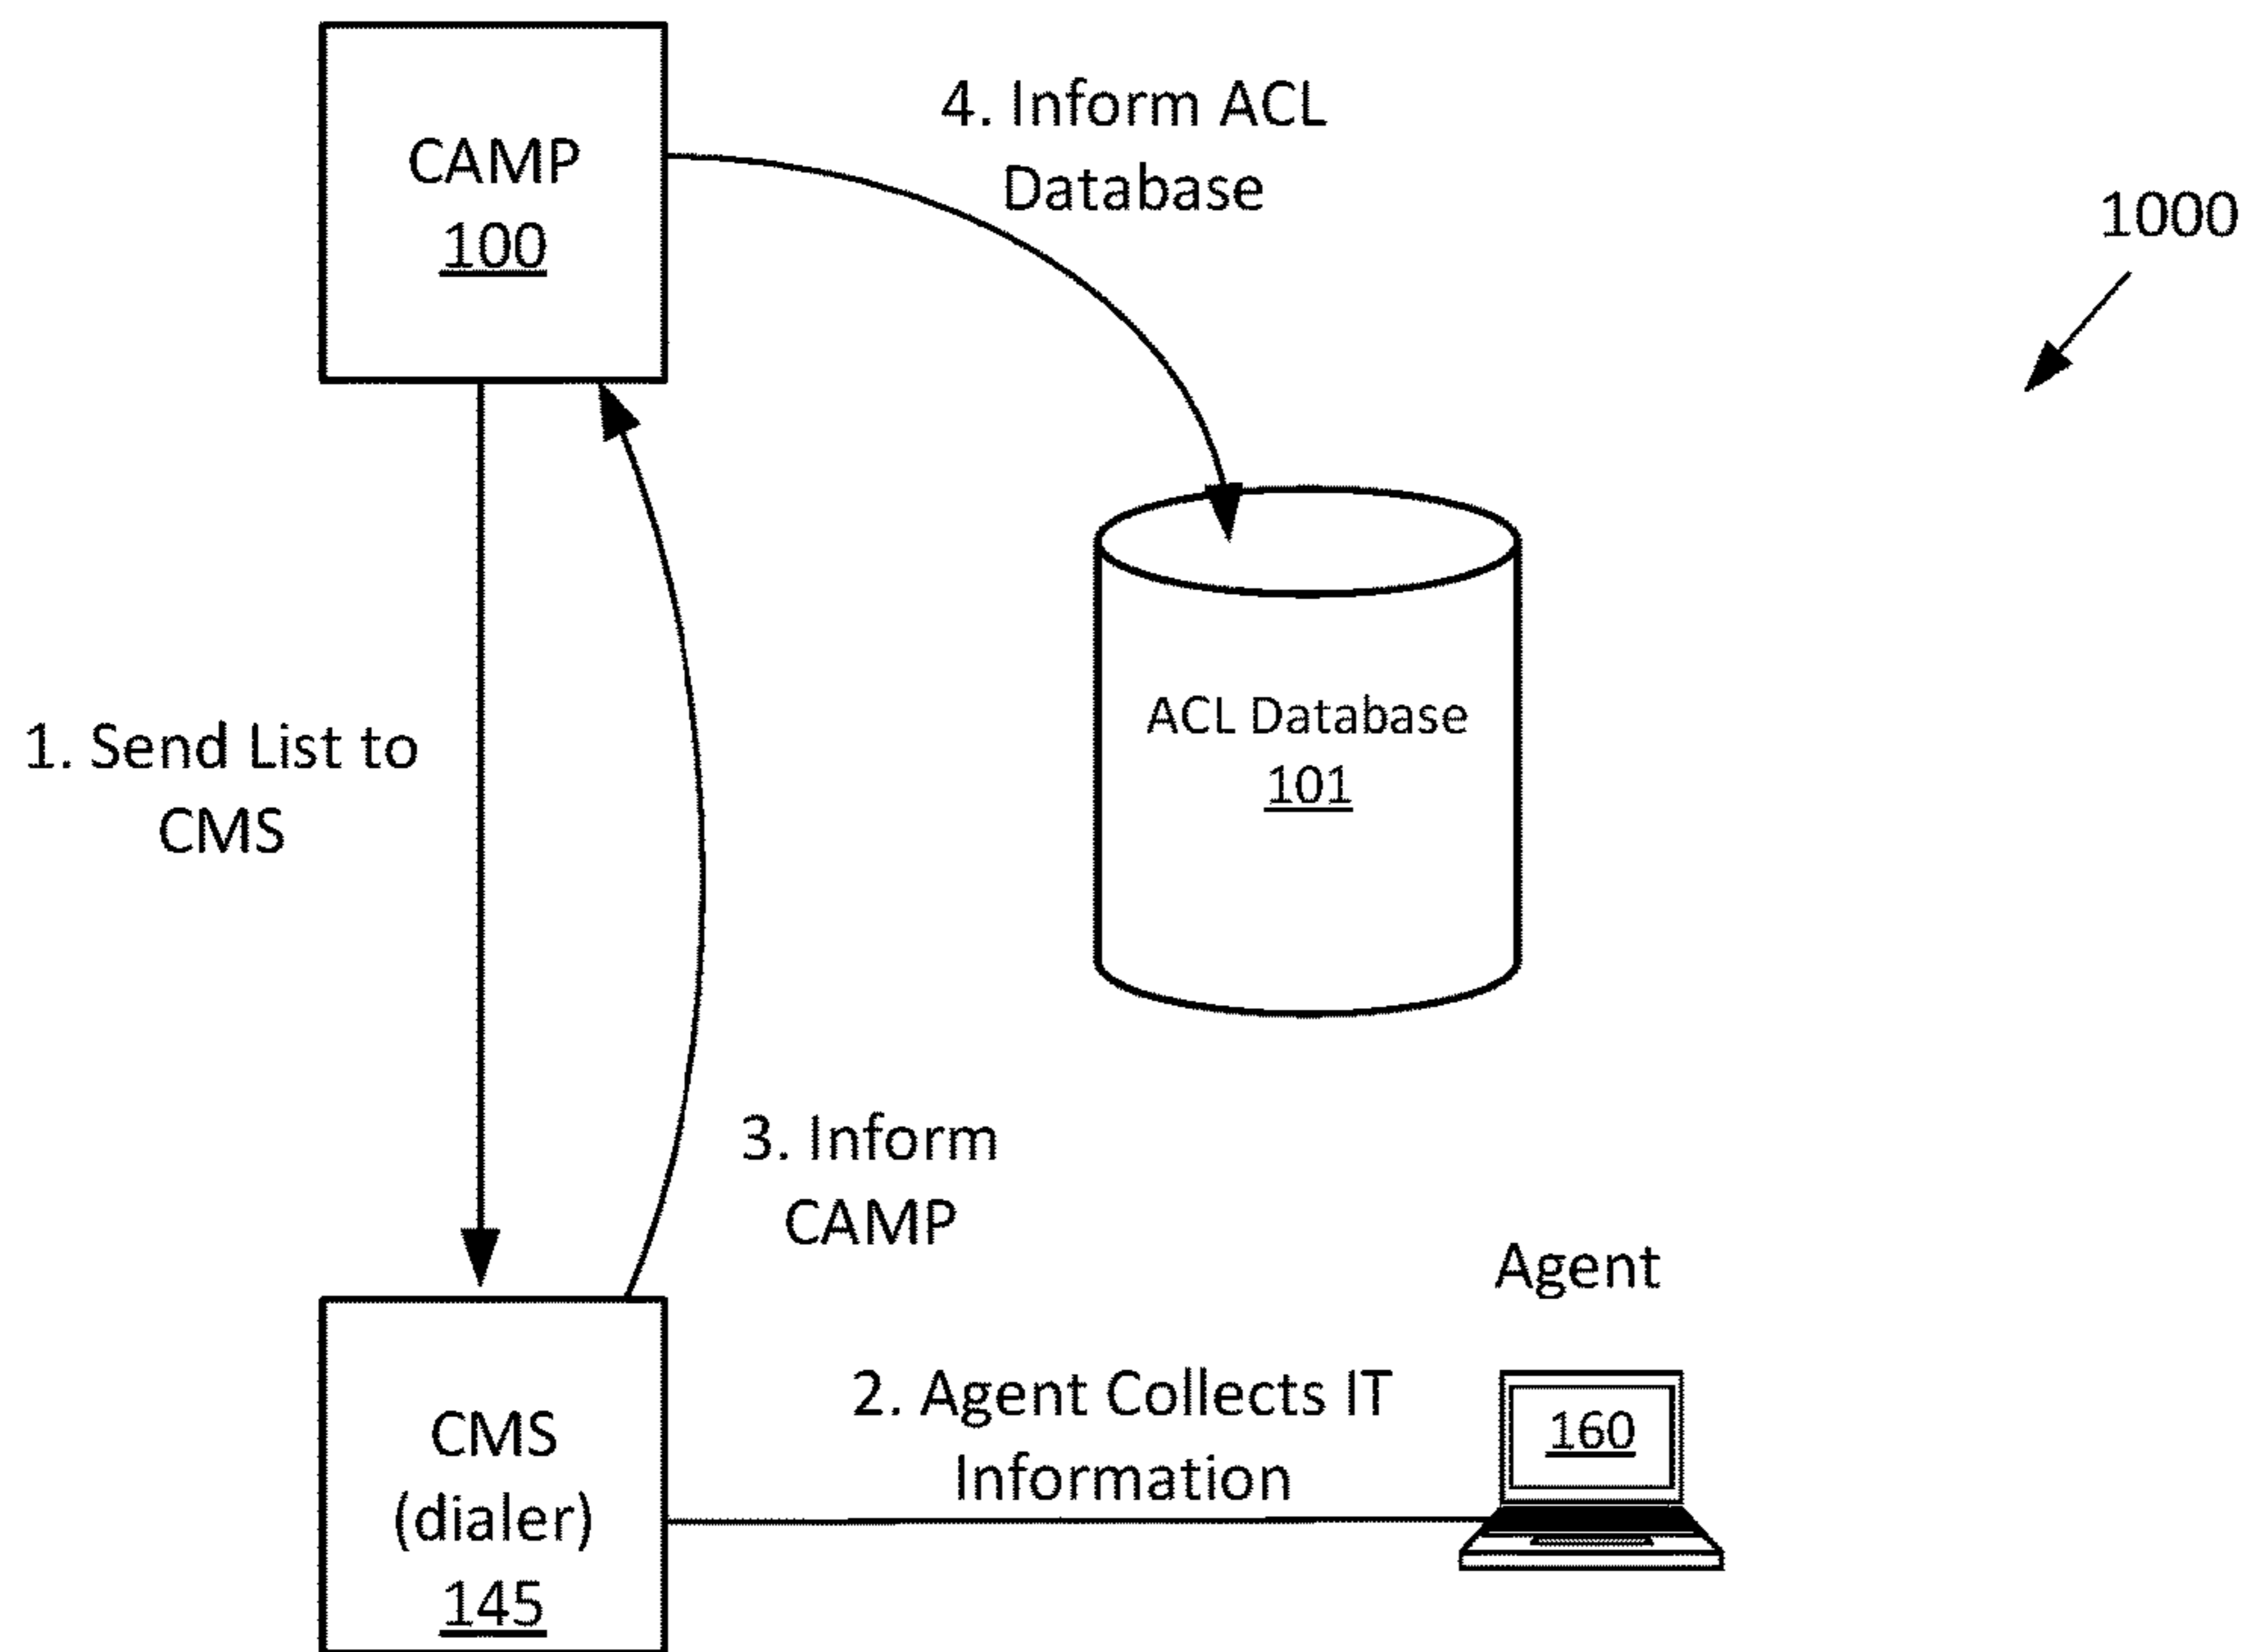 CAMP
100
4. Inform ACL
Database
1000
ACL Database
101
1. Send List to
CMS
3. Inform
CAMP
Agent
160
2. Agent Collects IT
Information
CMS
(dialer)
145